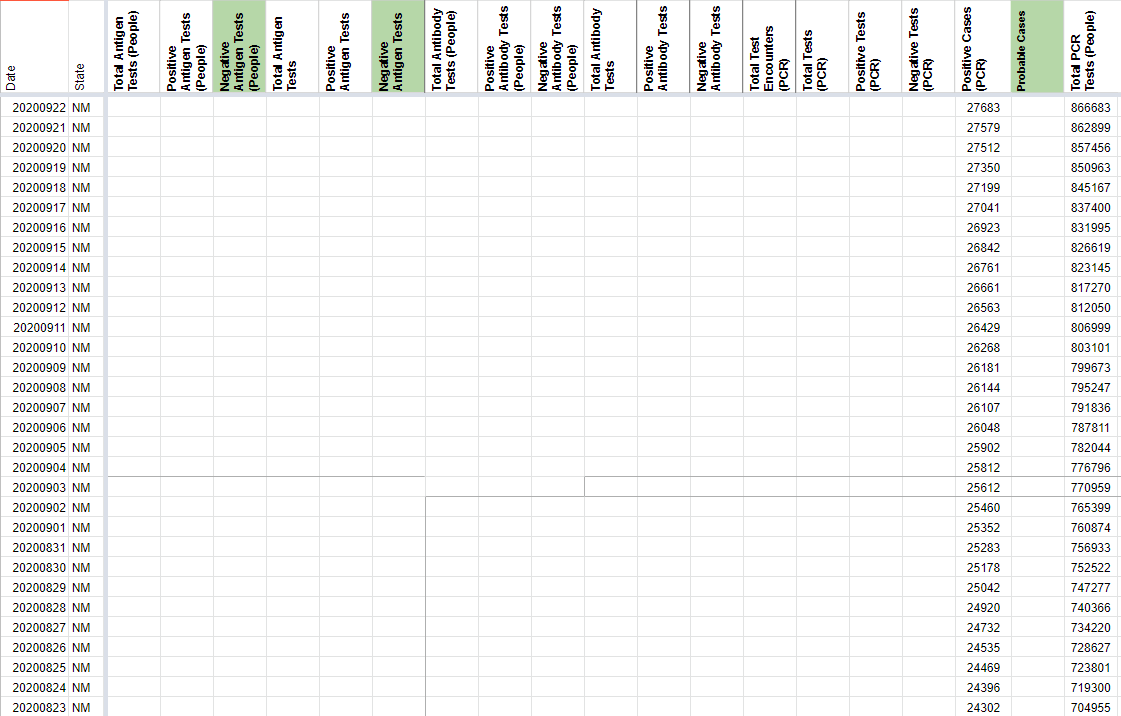 Date State Total Antigen Tests (People) Positive Antigen Tests (People) Negative Antigen Tests (People) Total Antigen Tests Positive Antigen Tests Negative Antigen Tests Total Antibody Tests (People) Positive Antibody Tests (People) Negative Antibody Tests (People) Total Antibody Tests Positive Antibody Tests Negative Antibody Tests Total Test Encounters (PCR) Total Tests (PCR) Positive Tests (PCR) Negative Tests (PCR) Positive Cases (PCR) Probable Cases Total PCR Tests (People)
20200922 NM 27683 866683
20200921 NM 27579 862899
20200920 NM 27512 857456
20200919 NM 27350 850963
20200918 NM 27199 845167
20200917 NM 27041 837400
20200916 NM 26923 831995
20200915 NM 26842 826619
20200914 NM 26761 823145
20200913 NM 26661 817270
20200912 NM 26563 812050
20200911 NM 26429 806999
20200910 NM 26268 803101
20200909 NM 26181 799673
20200908 NM 26144 795247
20200907 NM 26107 791836
20200906 NM 26048 787811
20200905 NM 25902 782044
20200904 NM 25812 776796
20200903 NM 25612 770959
20200902 NM 25460 765399
20200901 NM 25352 760874
20200831 NM 25283 756933
20200830 NM 25178 752522
20200829 NM 25042 747277
20200828 NM 24920 740366
20200827 NM 24732 734220
20200826 NM 24535 728627
20200825 NM 24469 723801
20200824 NM 24396 719300
20200823 NM 24302 704955